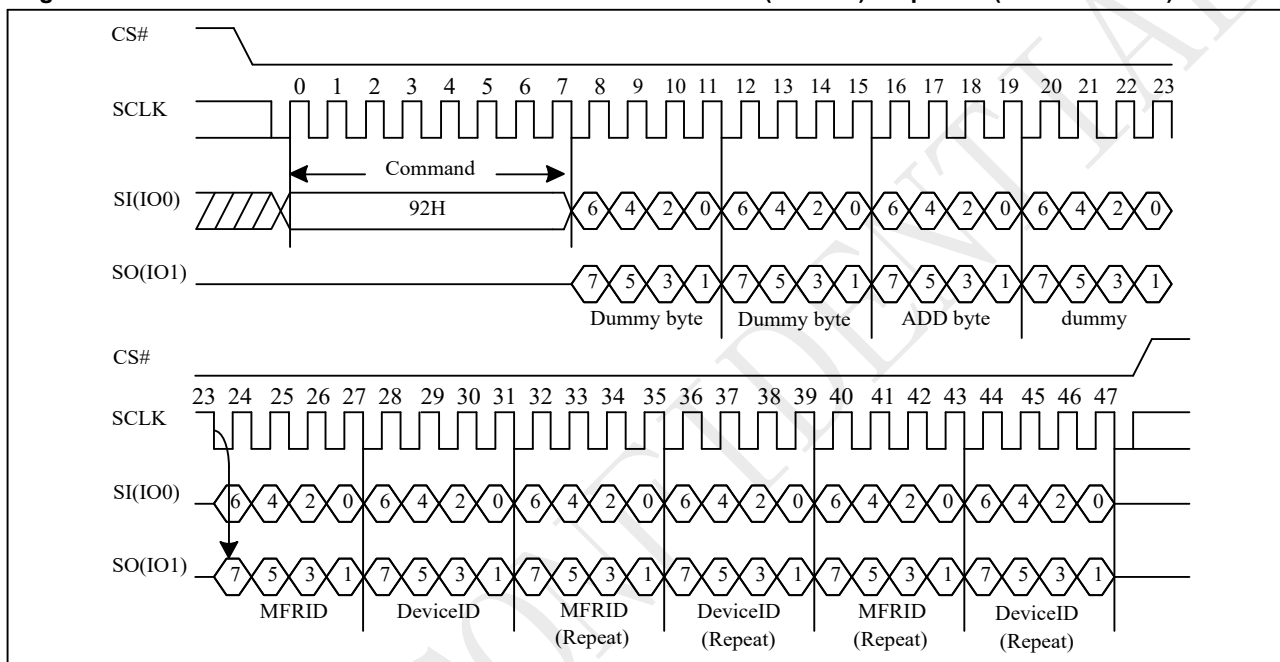 CS#
0 1 2 3 4 5 6 7 8 9 10 11 12 13 14 15 16 17 18 19 20 21 22 23
SCLK
Command
SI(IO0) 92H 6 4 2 0 6 4 2 0 6 4 2 0 6 4 2 0
SO(IO1) 7 5 3 1 7 5 3 1 7 5 3 1 7 5 3 1
Dummy byte Dummy byte ADD byte dummy
CS#
23 24 25 26 27 28 29 30 31 32 33 34 35 36 37 38 39 40 41 42 43 44 45 46 47
SCLK
SI(IO0) 6 4 2 0 6 4 2 0 6 4 2 0 6 4 2 0 6 4 2 0 6 4 2 0
SO(IO1) 7 5 3 1 7 5 3 1 7 5 3 1 7 5 3 1 7 5 3 1 7 5 3 1
MFRID DeviceID MFRID DeviceID MFRID DeviceID
(Repeat) (Repeat) (Repeat) (Repeat)